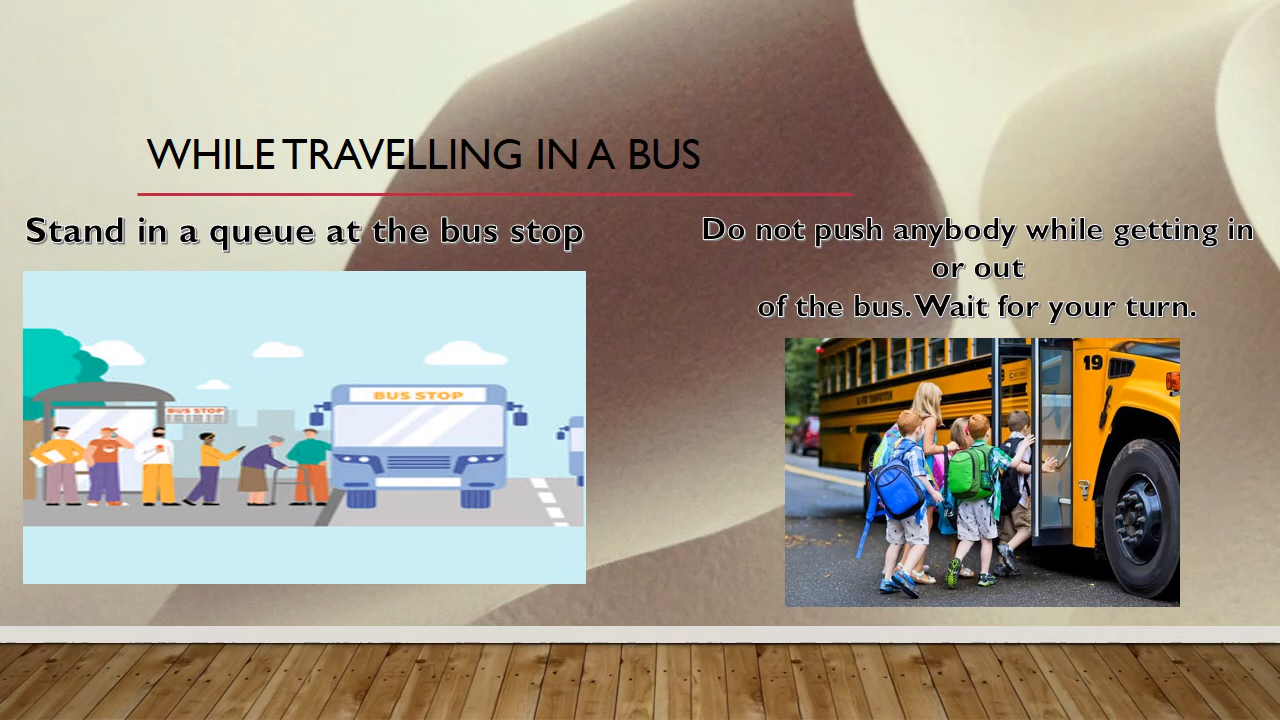 WHILE TRAVELLING IN A BUS
Stand in a queue at the bus stop
Do not push anybody while getting in
or out
of the bus. Wait for your turn.
BUS STOP
BUS STOP
19